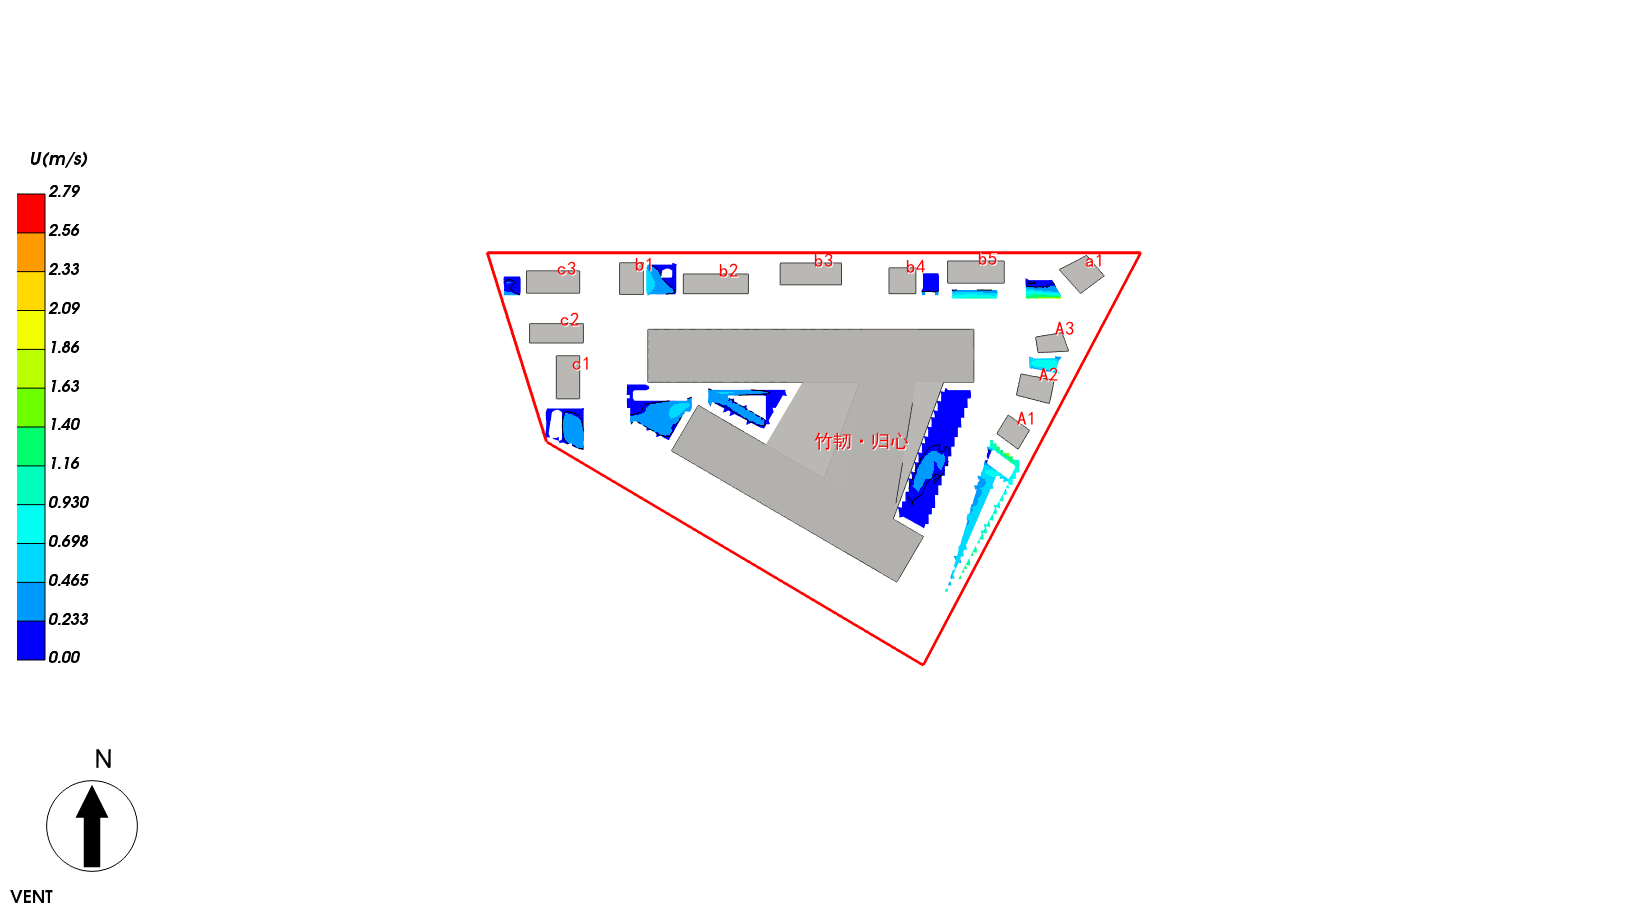 U(m/s)
2.79
2.56
2.33
2.09
1.86
1.63
1.40
1.16
0.930
0.698
0.465
0.233
0.00
c3
b1
b2
b3
b4
b5
a1
c2
c1
A3
A2
A1
竹韧·归心
N
VENT